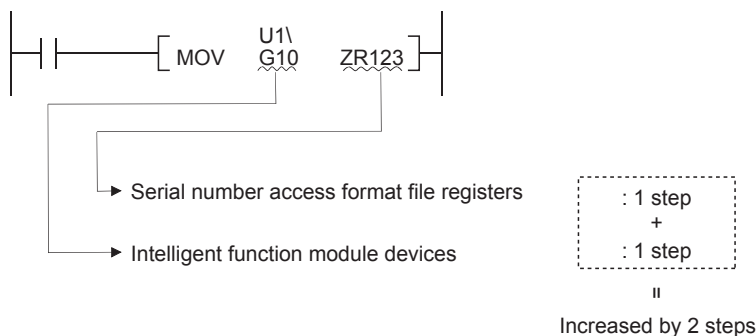 U1\
MOV G10 ZR123
Serial number access format file registers : 1 step
+
Intelligent function module devices : 1 step
=
Increased by 2 steps